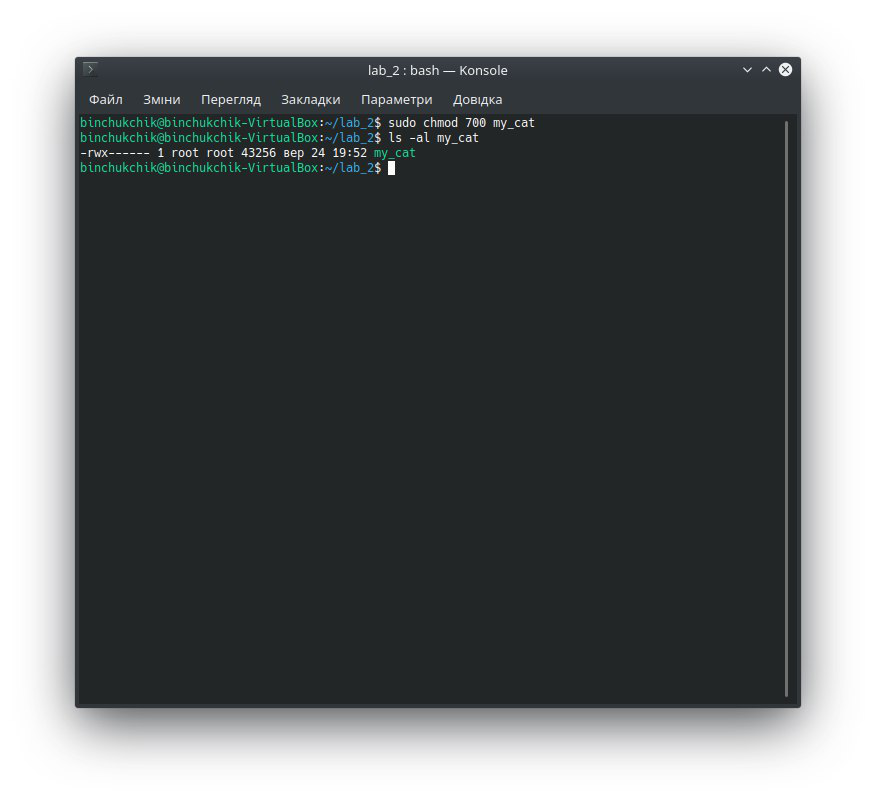 lab_2 : bash — Konsole
Файл Зміни Перегляд Закладки Параметри Довідка
binchukchik@binchukchik-VirtualBox:~/lab_2$ sudo chmod 700 my_cat
binchukchik@binchukchik-VirtualBox:~/lab_2$ ls -al my_cat
-rwx------ 1 root root 43256 вер 24 19:52 my_cat
binchukchik@binchukchik-VirtualBox:~/lab_2$